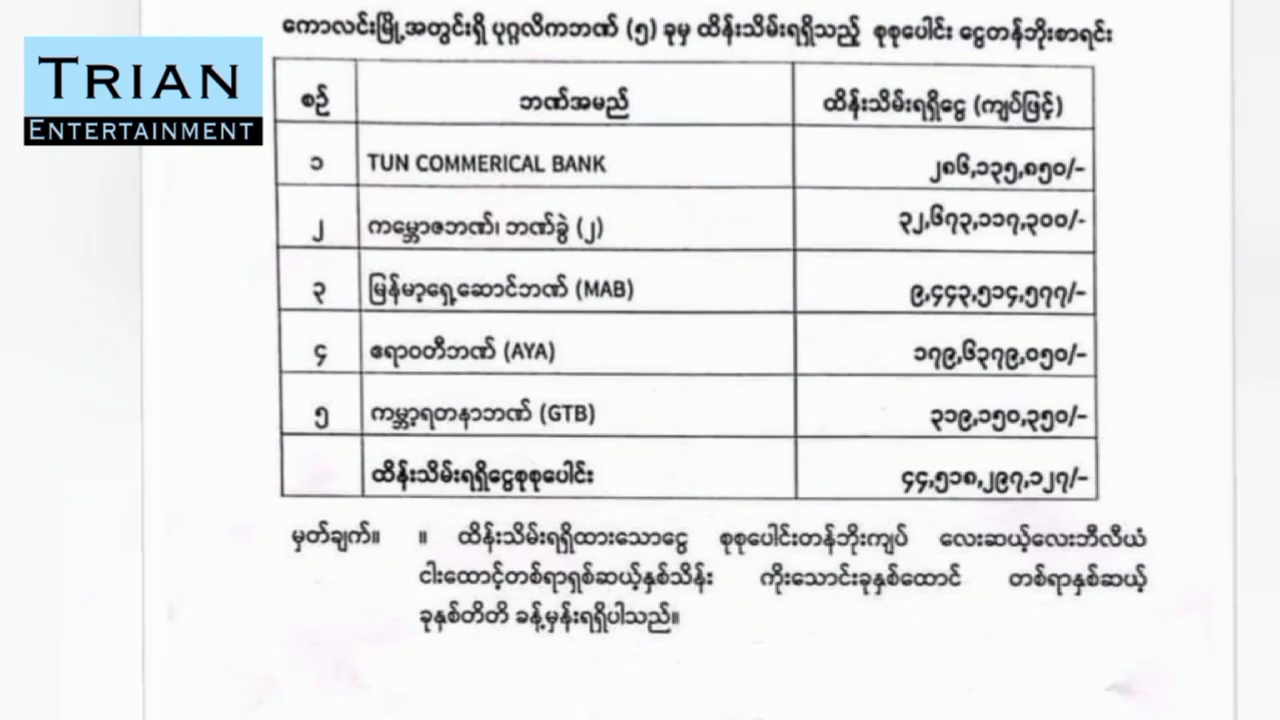 ကောလင်းမြို့အတွင်းရှိ ပုဂ္ဂလိကဘဏ် (၅) ခုမှ ထိန်းသိမ်းရရှိသည့် စုစုပေါင်း ငွေတန်ဘိုးစာရင်း
TRIAN
ENTERTAINMENT
စဉ် ဘဏ်အမည် ထိန်းသိမ်းရရှိငွေ (ကျပ်ဖြင့်)
၁ TUN COMMERICAL BANK ၂၈၆,၁၃၅,၈၅၀/-
၂ ကမ္ဘောဇဘဏ်၊ ဘဏ်ခွဲ (၂) ၃၂,၆၇၃,၁၁၇,၃၀၀/-
၃ မြန်မာ့ရှေ့ဆောင်ဘဏ် (MAB) ၉,၄၄၃,၅၁၄,၅၇၇/-
၄ ဧရာဝတီဘဏ် (AYA) ၁၇၉,၆၃၇၉,၀၅၀/-
၅ ကမ္ဘာ့ရတနာဘဏ် (GTB) ၃၁၉,၁၅၀,၃၅၀/-
ထိန်းသိမ်းရရှိငွေစုစုပေါင်း ၄၄,၅၁၈,၂၉၇,၁၂၇/-
မှတ်ချက်။ ။ ထိန်းသိမ်းရရှိထားသောငွေ စုစုပေါင်းတန်ဘိုးကျပ် လေးဆယ့်လေးဘီလီယံ
ငါးထောင့်တစ်ရာရှစ်ဆယ့်နှစ်သိန်း ကိုးသောင်းခုနှစ်ထောင် တစ်ရာနှစ်ဆယ့်
ခုနှစ်တိတိ ခန့်မှန်းရရှိပါသည်။